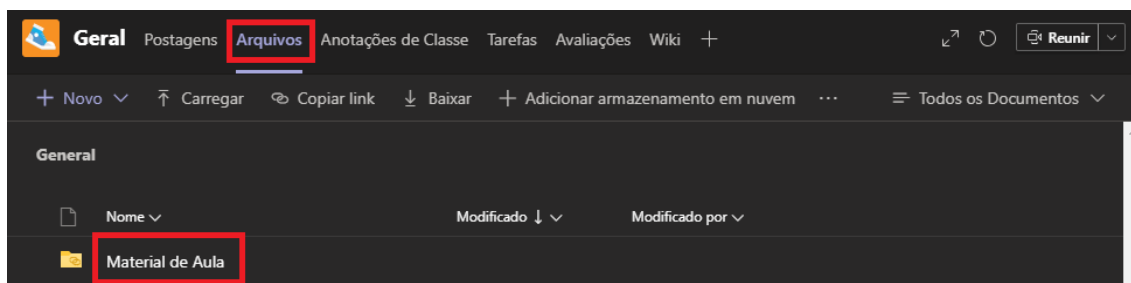 Geral Postagens Arquivos Anotações de Classe Tarefas Avaliações Wiki + Reunir
+ Novo Carregar Copiar link Baixar + Adicionar armazenamento em nuvem ... Todos os Documentos
General
Nome Modificado ↓ Modificado por
Material de Aula